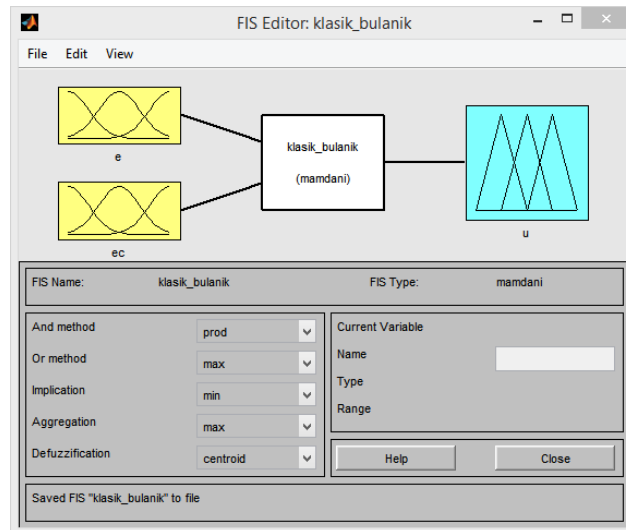 FIS Editor: klasik_bulanik
File Edit View
e
ec
klasik_bulanik
(mamdani)
u
FIS Name: klasik_bulanik FIS Type: mamdani
And method prod
Or method max
Implication min
Aggregation max
Defuzzification centroid
Current Variable
Name
Type
Range
Help Close
Saved FIS "klasik_bulanik" to file